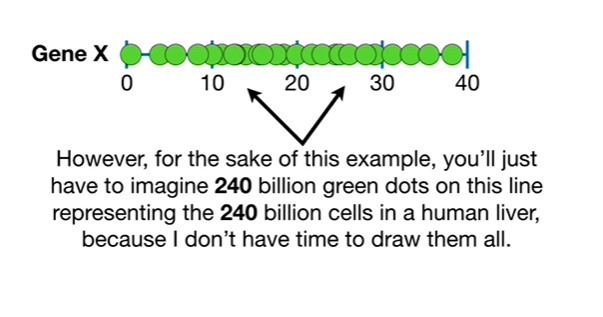 Gene X
0 10 20 30 40
However, for the sake of this example, you’ll just
have to imagine 240 billion green dots on this line
representing the 240 billion cells in a human liver,
because I don’t have time to draw them all.